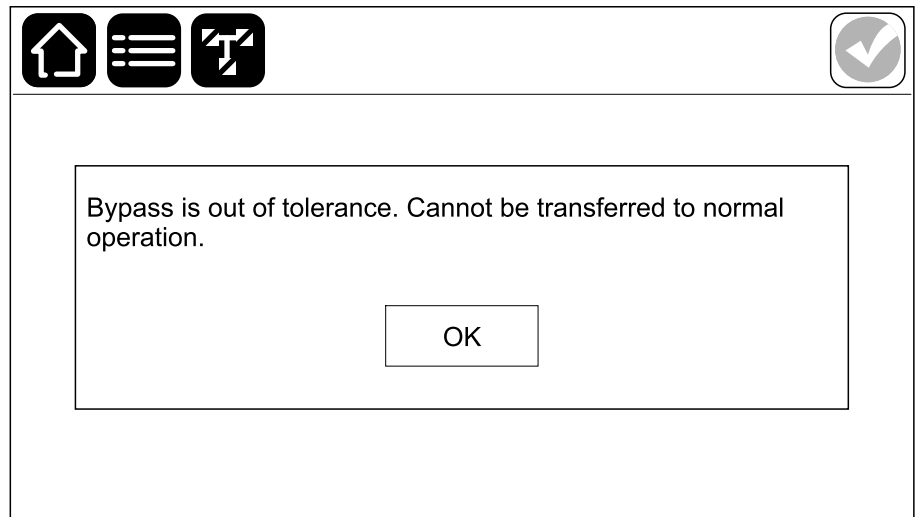 Bypass is out of tolerance. Cannot be transferred to normal
operation.
OK